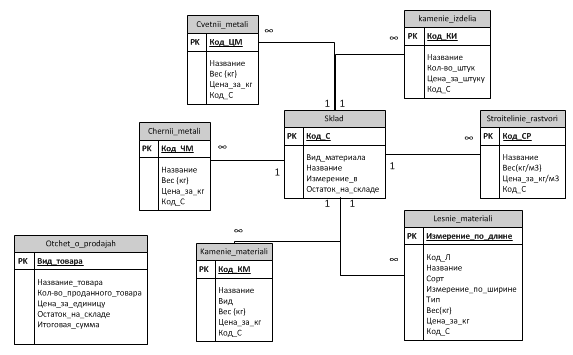 Cvetnii_metali
PK Код_ЦМ
Название
Вес (кг)
Цена_за_кг
Код_С
∞
kamenie_izdelia
PK Код_КИ
Название
Кол-во_штук
Цена_за_штуку
Код_С
∞
1 1
Chernii_metali
PK Код_ЧМ
Название
Вес (кг)
Цена_за_кг
Код_С
∞
1
Sklad
PK Код_С
Вид_материала
Название
Измерение_в
Остаток_на_складе
1
∞
Stroitelinie_rastvori
PK Код_СР
Название
Вес(кг/м3)
Цена_за_кг/м3
Код_С
1 1
Otchet_o_prodajah
PK Вид_товара
Название_товара
Кол-во_проданного_товара
Цена_за_единицу
Остаток_на_складе
Итоговая_сумма
∞
Kamenie_materiali
PK Код_КМ
Название
Вид
Вес (кг)
Цена_за_кг
Код_С
∞
Lesnie_materiali
PK Измерение_по_длине
Код_Л
Название
Сорт
Измерение_по_ширине
Тип
Вес(кг)
Цена_за_кг
Код_С